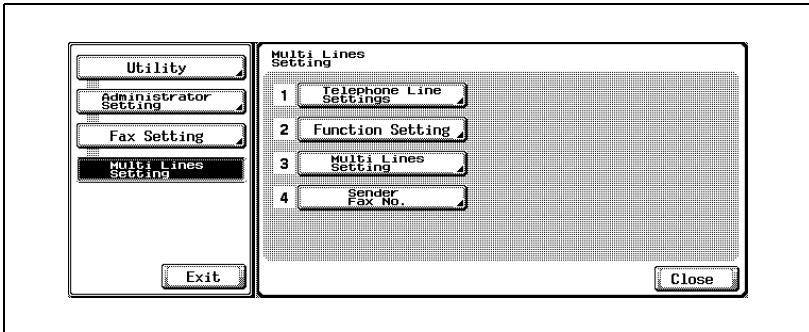 Utility
Administrator
Setting
Fax Setting
Multi Lines
Setting
Exit
Multi Lines
Setting
1 Telephone Line
Settings
2 Function Setting
3 Multi Lines
Setting
4 Sender
Fax No.
Close